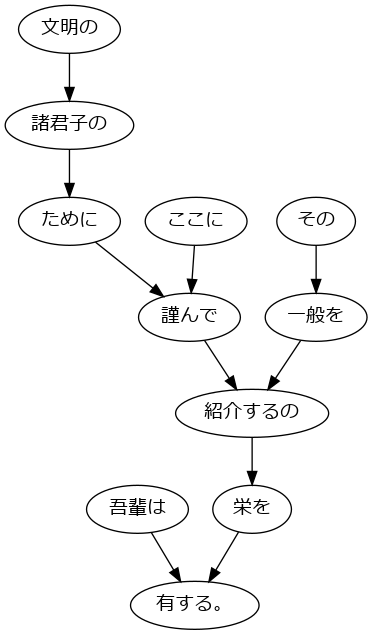 文明の
諸君子の
ために
ここに
その
謹んで
一般を
紹介するの
吾輩は
栄を
有する。